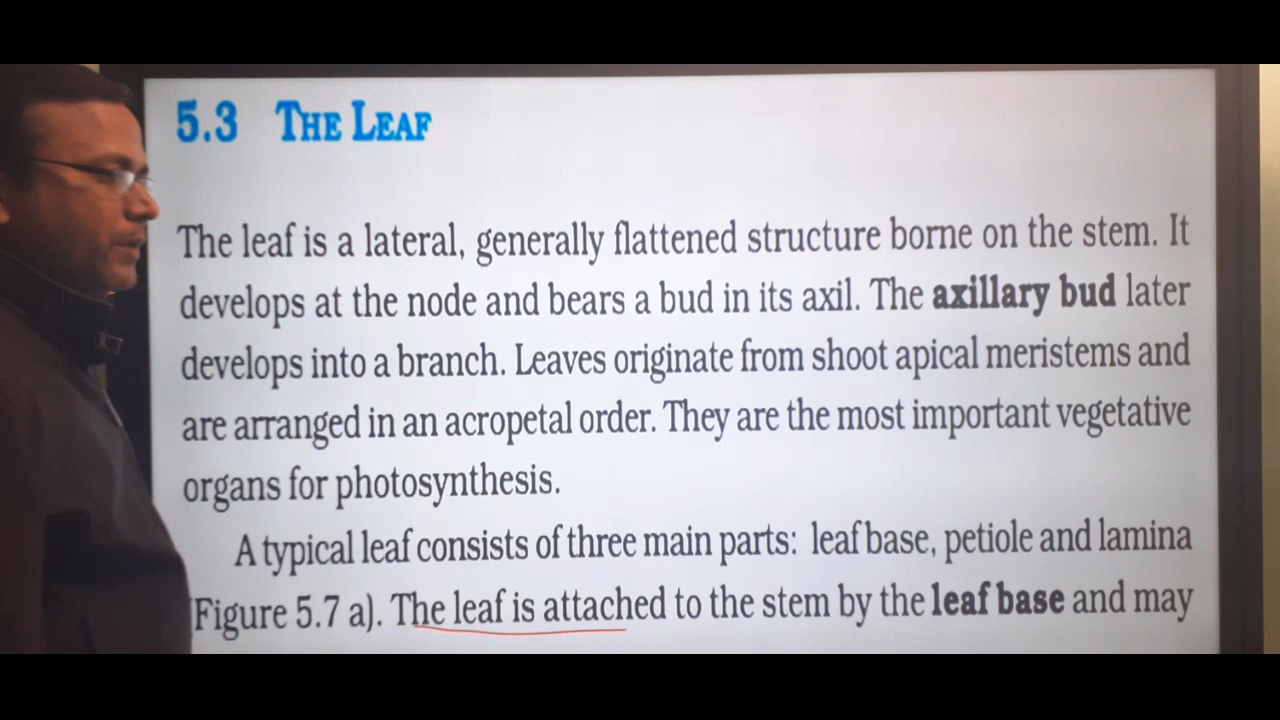 5.3 THE LEAF
The leaf is a lateral, generally flattened structure borne on the stem. It
develops at the node and bears a bud in its axil. The axillary bud later
develops into a branch. Leaves originate from shoot apical meristems and
are arranged in an acropetal order. They are the most important vegetative
organs for photosynthesis.
A typical leaf consists of three main parts: leaf base, petiole and lamina
(Figure 5.7 a). The leaf is attached to the stem by the leaf base and may